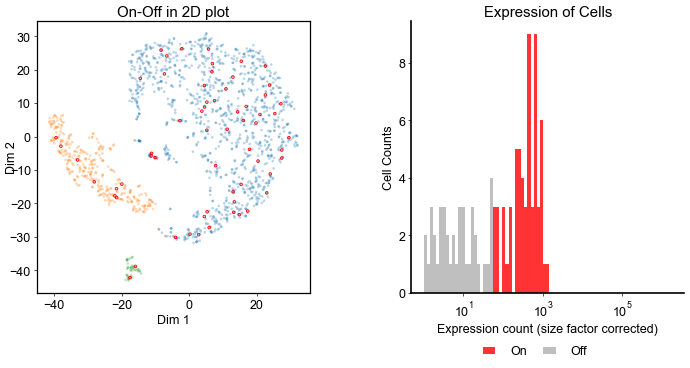 On-Off in 2D plot
Expression of Cells
30
20
10
0
−10
−20
−30
−40
Dim 2
−40
−20
0
20
Dim 1
8
6
4
2
0
Cell Counts
10^1
10^3
10^5
Expression count (size factor corrected)
On
Off